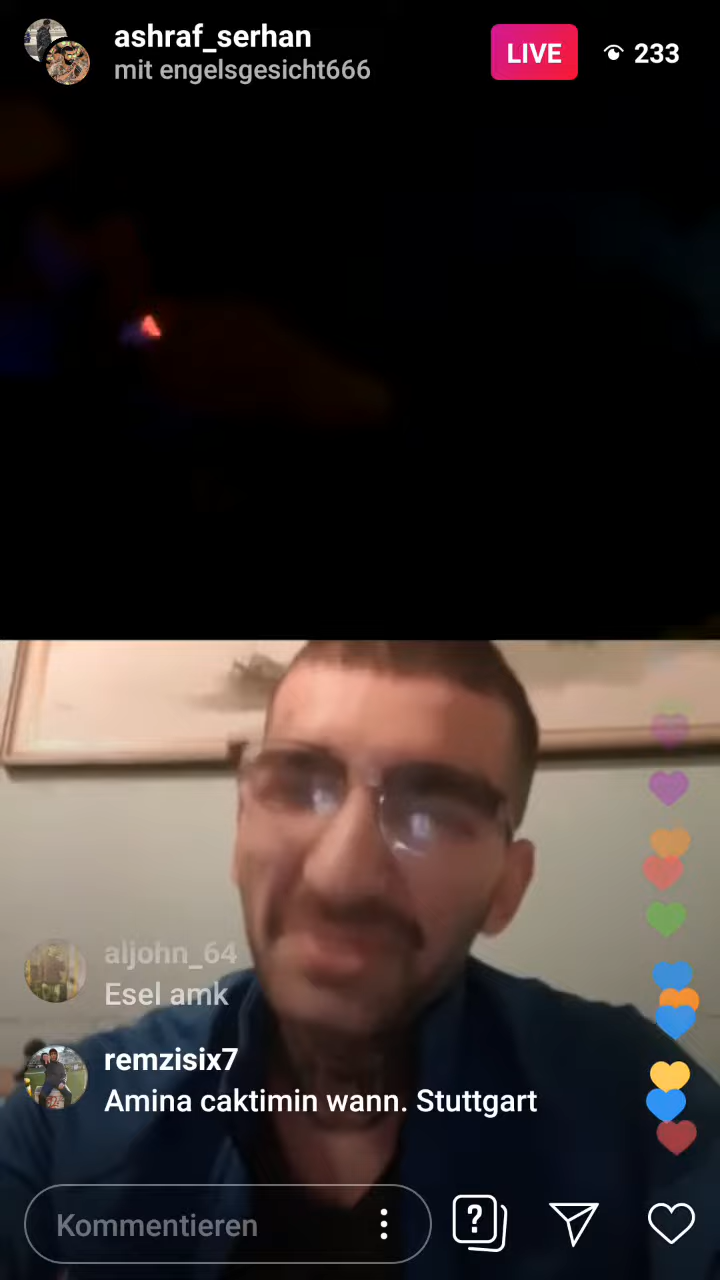 ashraf_serhan
mit engelsgesicht666
LIVE
233
aljohn_64
Esel amk
remzisix7
Amina caktimin wann. Stuttgart
Kommentieren
?